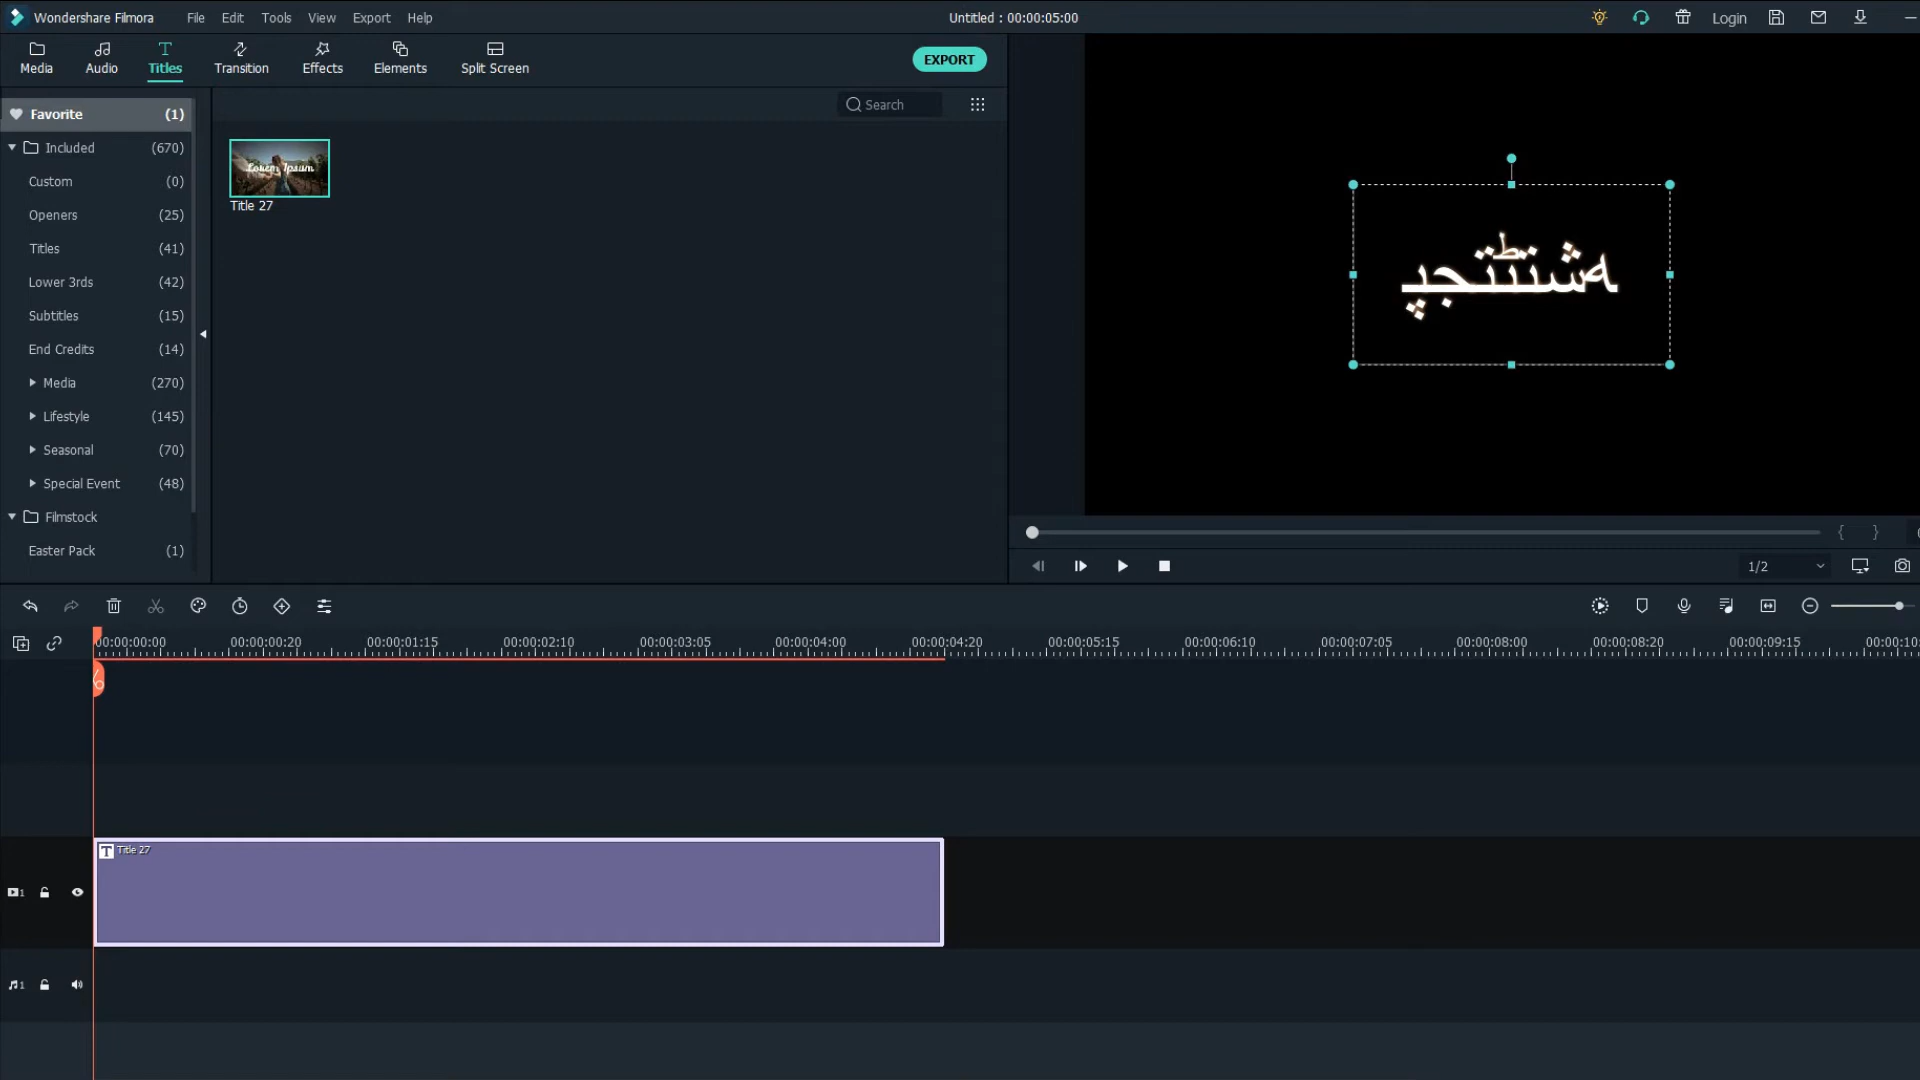 Wondershare Filmora File Edit Tools View Export Help
Untitled : 00:00:05:00
Login
Media Audio Titles Transition Effects Elements Split Screen
EXPORT
Favorite (1)
Search
Included (670)
Custom (0)
Openers (25)
Titles (41)
Lower 3rds (42)
Subtitles (15)
End Credits (14)
Media (270)
Lifestyle (145)
Seasonal (70)
Special Event (48)
Filmstock
Easter Pack (1)
Lorem Ipsum
Title 27
{ }
1/2
00:00:00:00 00:00:00:20 00:00:01:15 00:00:02:10 00:00:03:05 00:00:04:00 00:00:04:20 00:00:05:15 00:00:06:10 00:00:07:05 00:00:08:00 00:00:08:20 00:00:09:15 00:00:10:
T Title 27
1
1